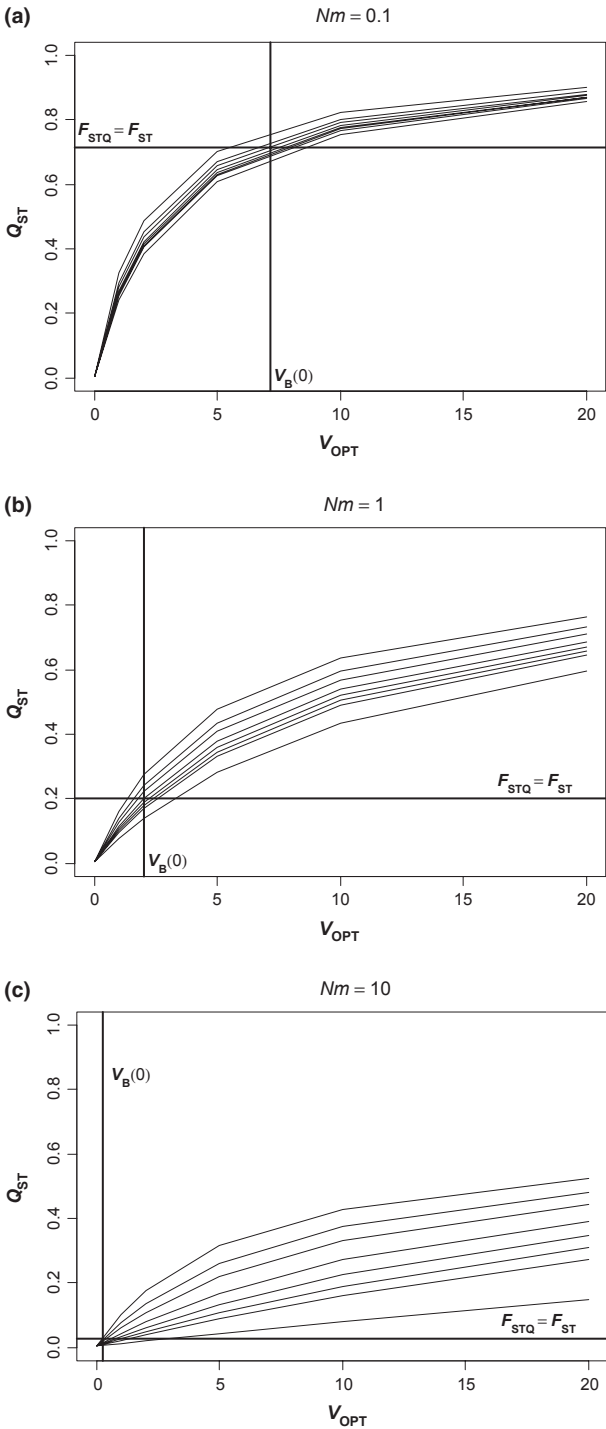 (a)
Nm = 0.1
1.0
0.8
0.6
0.4
0.2
0.0
Q_ST
F_STQ = F_ST
V_B(0)
0 5 10 15 20
V_OPT
(b)
Nm = 1
1.0
0.8
0.6
0.4
0.2
0.0
Q_ST
F_STQ = F_ST
V_B(0)
0 5 10 15 20
V_OPT
(c)
Nm = 10
1.0
0.8
0.6
0.4
0.2
0.0
Q_ST
V_B(0)
F_STQ = F_ST
0 5 10 15 20
V_OPT